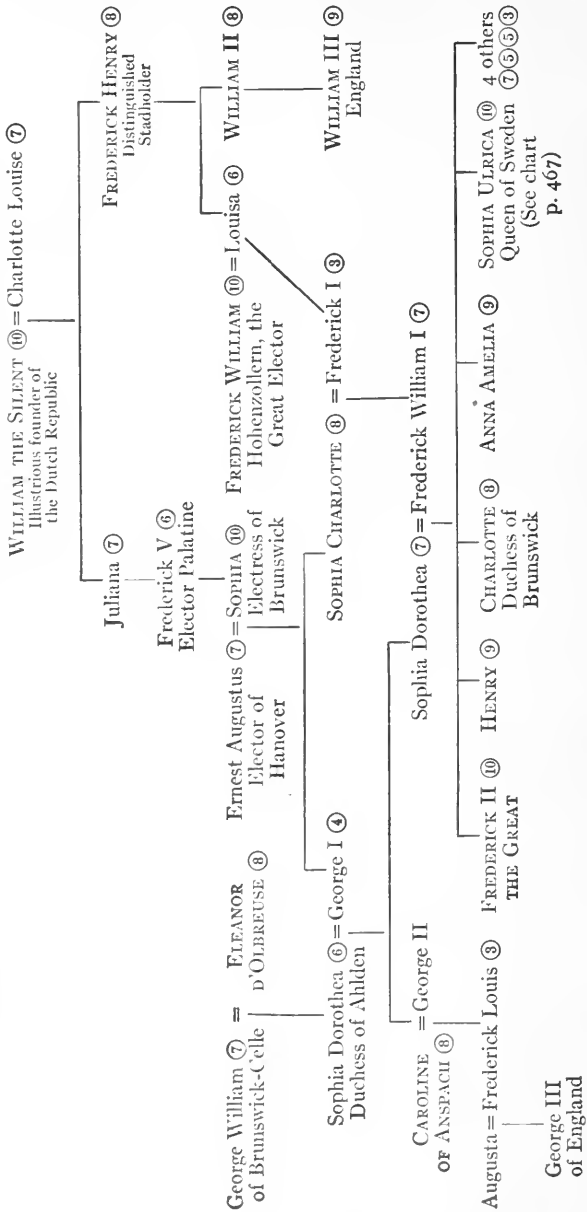 WILLIAM THE SILENT ⑩ = Charlotte Louise ⑦
Illustrious founder of
the Dutch Republic
Juliana ⑦
FREDERICK HENRY ⑧
Distinguished
Stadholder
Frederick V ⑥
Elector Palatine
George William ⑦ = ELEANOR
of Brunswick-Celle
D'OLBREUSE ⑧
Ernest Augustus ⑦ = SOPHIA ⑩
Elector of
Hanover
Electress of
Brunswick
FREDERICK WILLIAM ⑩ = Louisa ⑥
Hohenzollern, the
Great Elector
WILLIAM II ⑧
Sophia Dorothea ⑥ = George I ④
Duchess of Ahlden
SOPHIA CHARLOTTE ⑧ = Frederick I ③
WILLIAM III ⑨
England
CAROLINE = George II
OF ANSPACH ⑧
Sophia Dorothea ⑦ = Frederick William I ⑦
Augusta = Frederick Louis ③
FREDERICK II ⑩
THE GREAT
HENRY ⑨
CHARLOTTE ⑧
Duchess of
Brunswick
ANNA AMELIA ⑨
SOPHIA ULRICA ⑩
Queen of Sweden
(See chart
p. 467)
4 others
⑦⑤⑤③
George III
of England